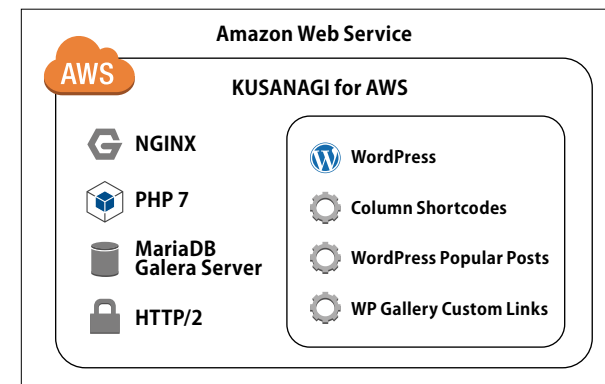 Amazon Web Service
AWS
KUSANAGI for AWS
NGINX
PHP 7
MariaDB
Galera Server
HTTP/2
WordPress
Column Shortcodes
WordPress Popular Posts
WP Gallery Custom Links